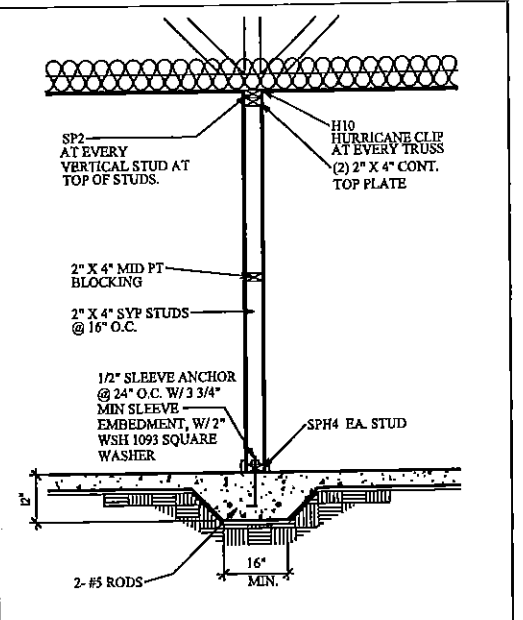 SP2
AT EVERY
VERTICAL STUD AT
TOP OF STUDS.
H10
HURRICANE CLIP
AT EVERY TRUSS
(2) 2" X 4" CONT.
TOP PLATE
2" X 4" MID PT
BLOCKING
2" X 4" SYP STUDS
@ 16" O.C.
1/2" SLEEVE ANCHOR
@ 24" O.C. W/ 3 3/4"
MIN SLEEVE
EMBEDMENT, W/ 2"
WSH 1093 SQUARE
WASHER
SPH4 EA. STUD
12"
16"
MIN.
2- #5 RODS